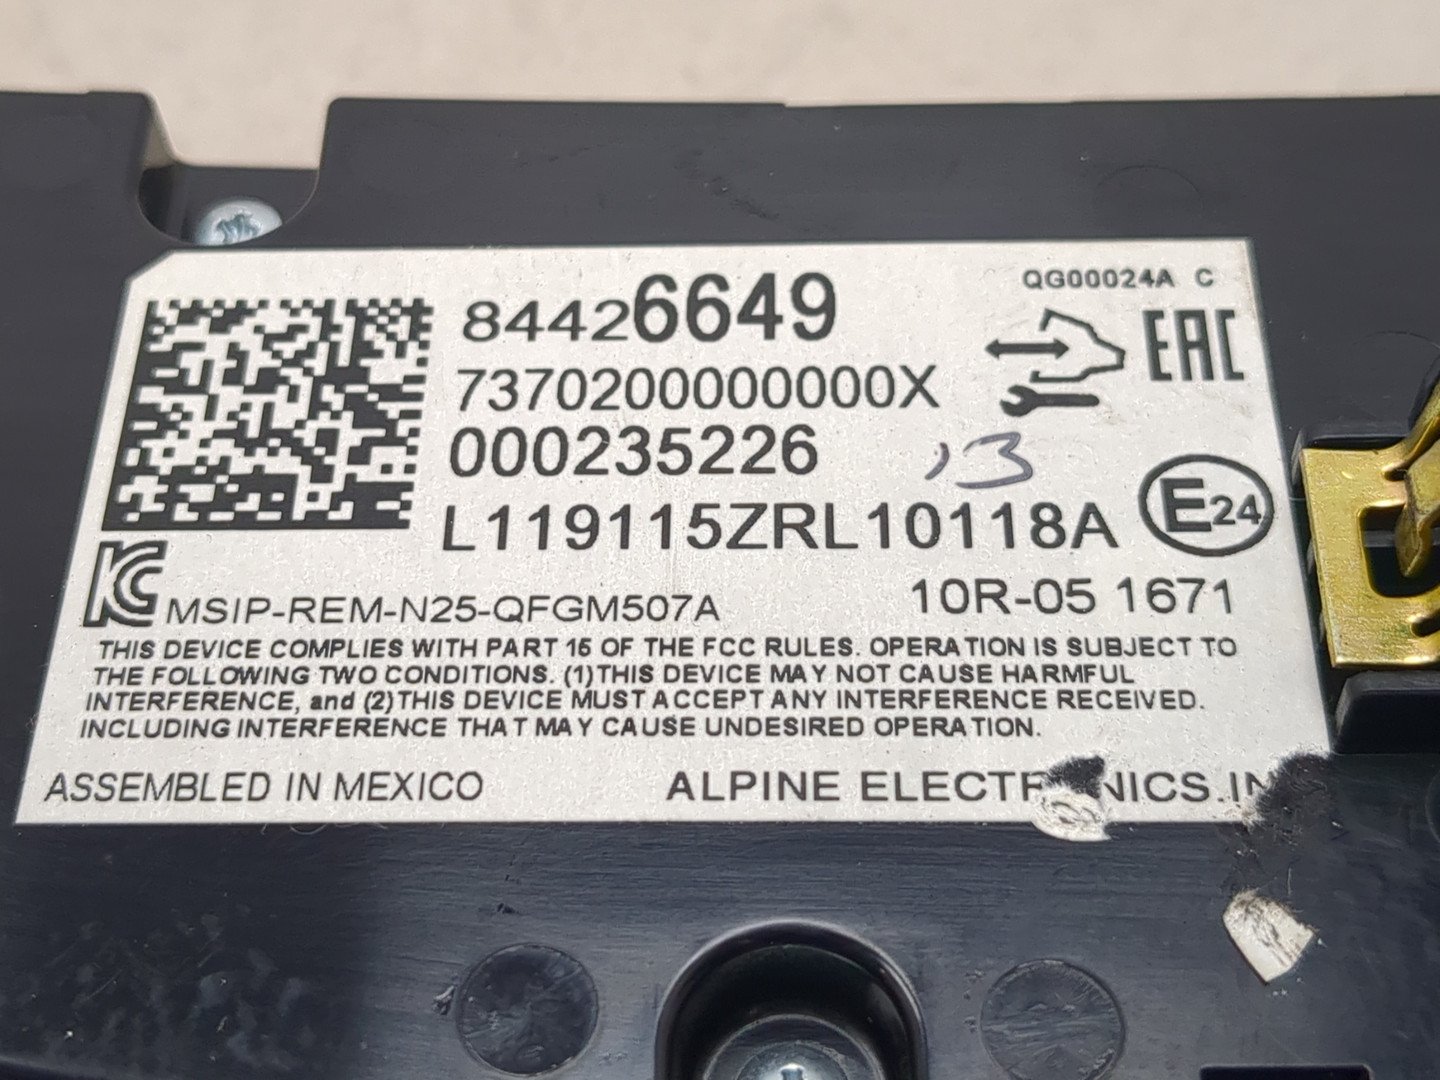 QG00024A C
84426649
EAC
7370200000000X
000235226
13
L119115ZRL10118A
E24
KC MSIP-REM-N25-QFGM507A
10R-05 1671
THIS DEVICE COMPLIES WITH PART 15 OF THE FCC RULES. OPERATION IS SUBJECT TO
THE FOLLOWING TWO CONDITIONS. (1)THIS DEVICE MAY NOT CAUSE HARMFUL
INTERFERENCE, and (2)THIS DEVICE MUST ACCEPT ANY INTERFERENCE RECEIVED.
INCLUDING INTERFERENCE THAT MAY CAUSE UNDESIRED OPERATION.
ASSEMBLED IN MEXICO
ALPINE ELECTRONICS.IN